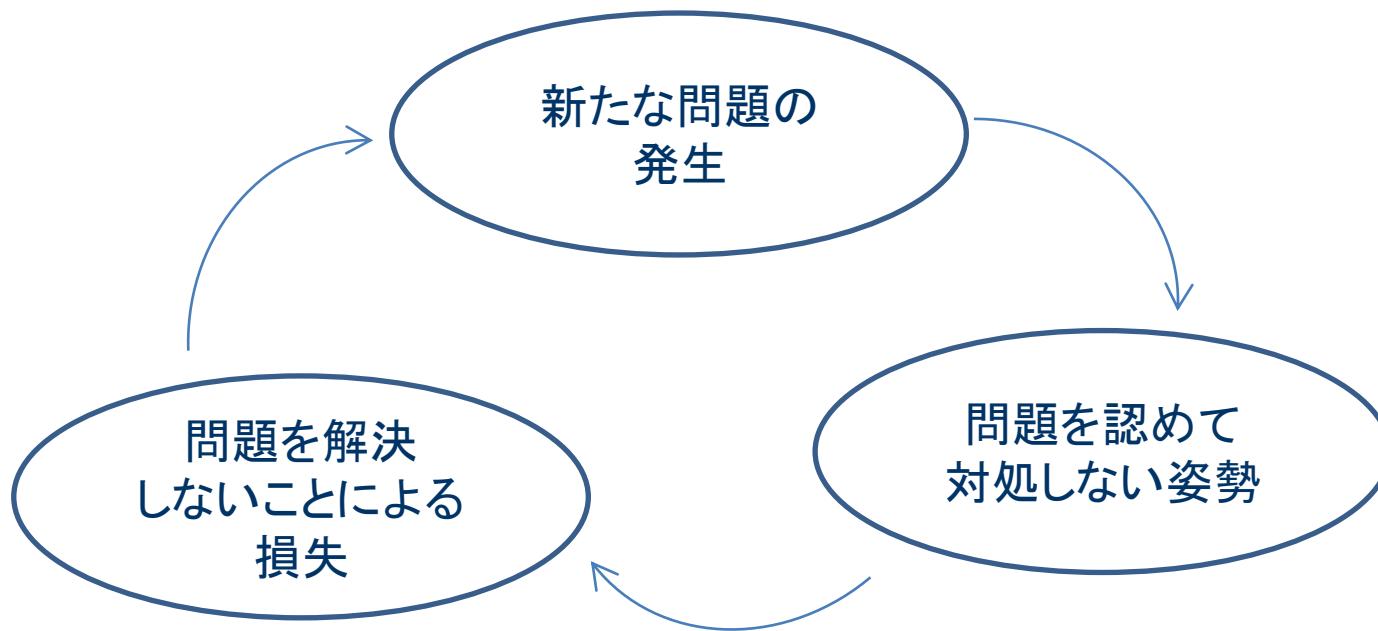 新たな問題の
発生
問題を認めて
対処しない姿勢
問題を解決
しないことによる
損失